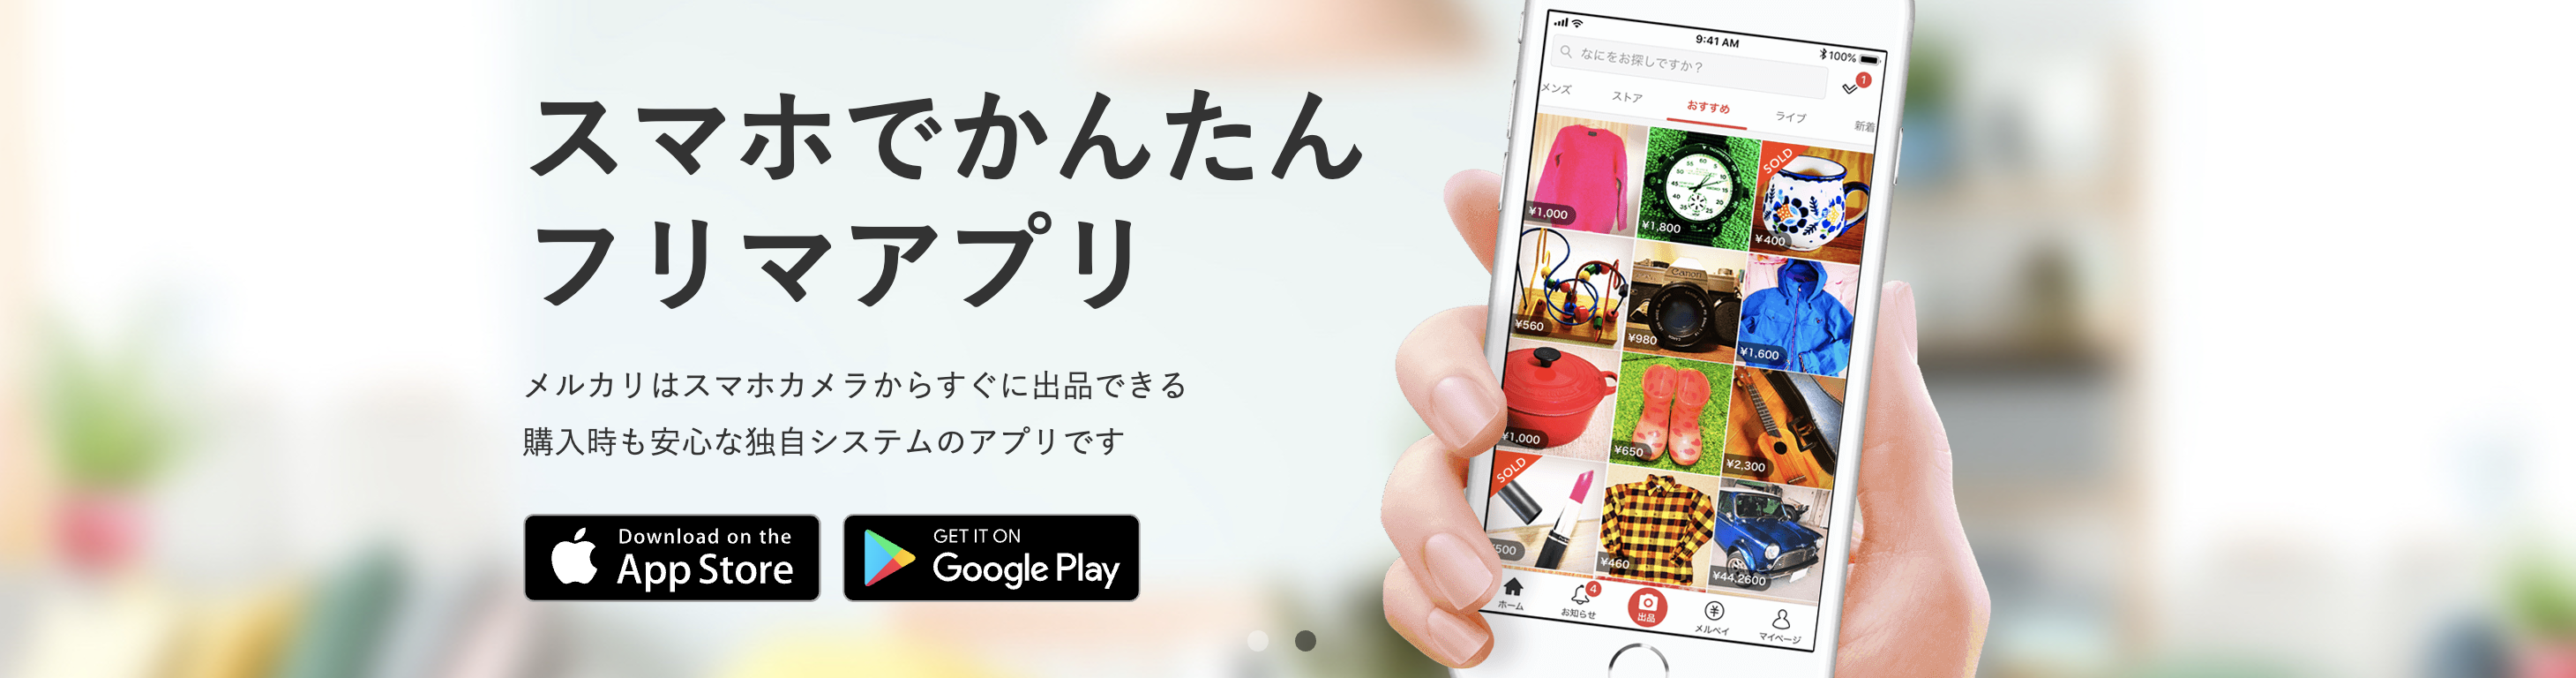 スマホでかんたん
フリマアプリ
メルカリはスマホカメラからすぐに出品できる
購入時も安心な独自システムのアプリです
Download on the
App Store
GET IT ON
Google Play
9:41 AM
100%
なにをお探しですか？
1
メンズ ストア おすすめ ライブ 新着
¥1,000
¥1,800
SOLD
¥400
¥560
Canon
¥980
¥1,600
¥1,000
¥650
¥2,300
SOLD
¥500
¥460
¥44,2600
4
ホーム お知らせ 出品 メルペイ マイページ